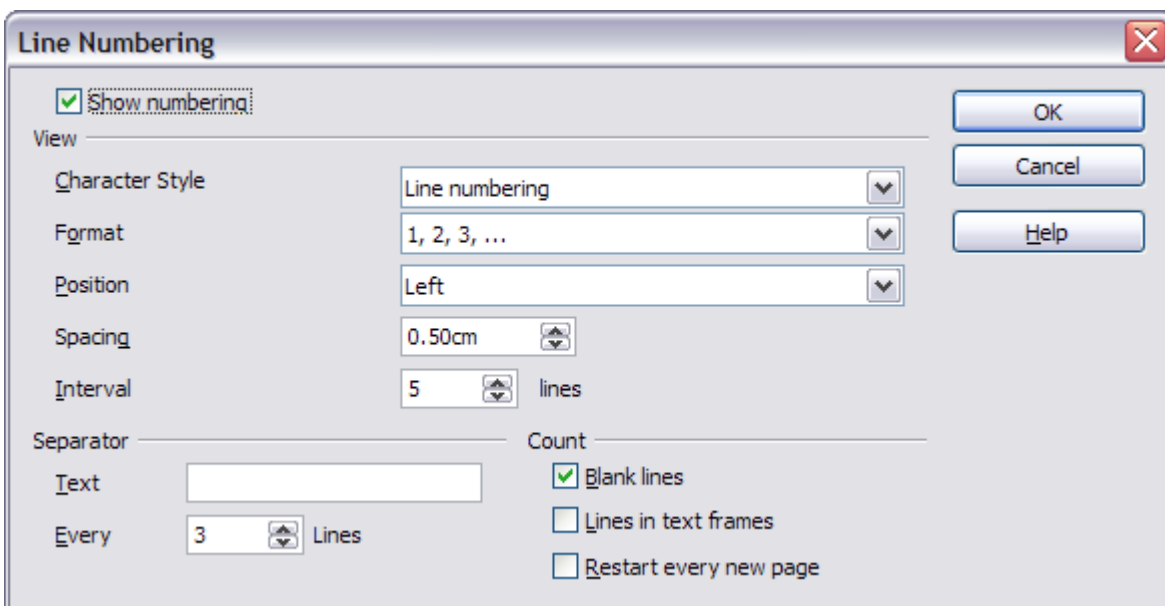 Line Numbering
Show numbering
OK
View
Character Style
Line numbering
Cancel
Format
1, 2, 3, ...
Help
Position
Left
Spacing
0.50cm
Interval
5
lines
Separator
Count
Text
Blank lines
Lines in text frames
Every
3
Lines
Restart every new page